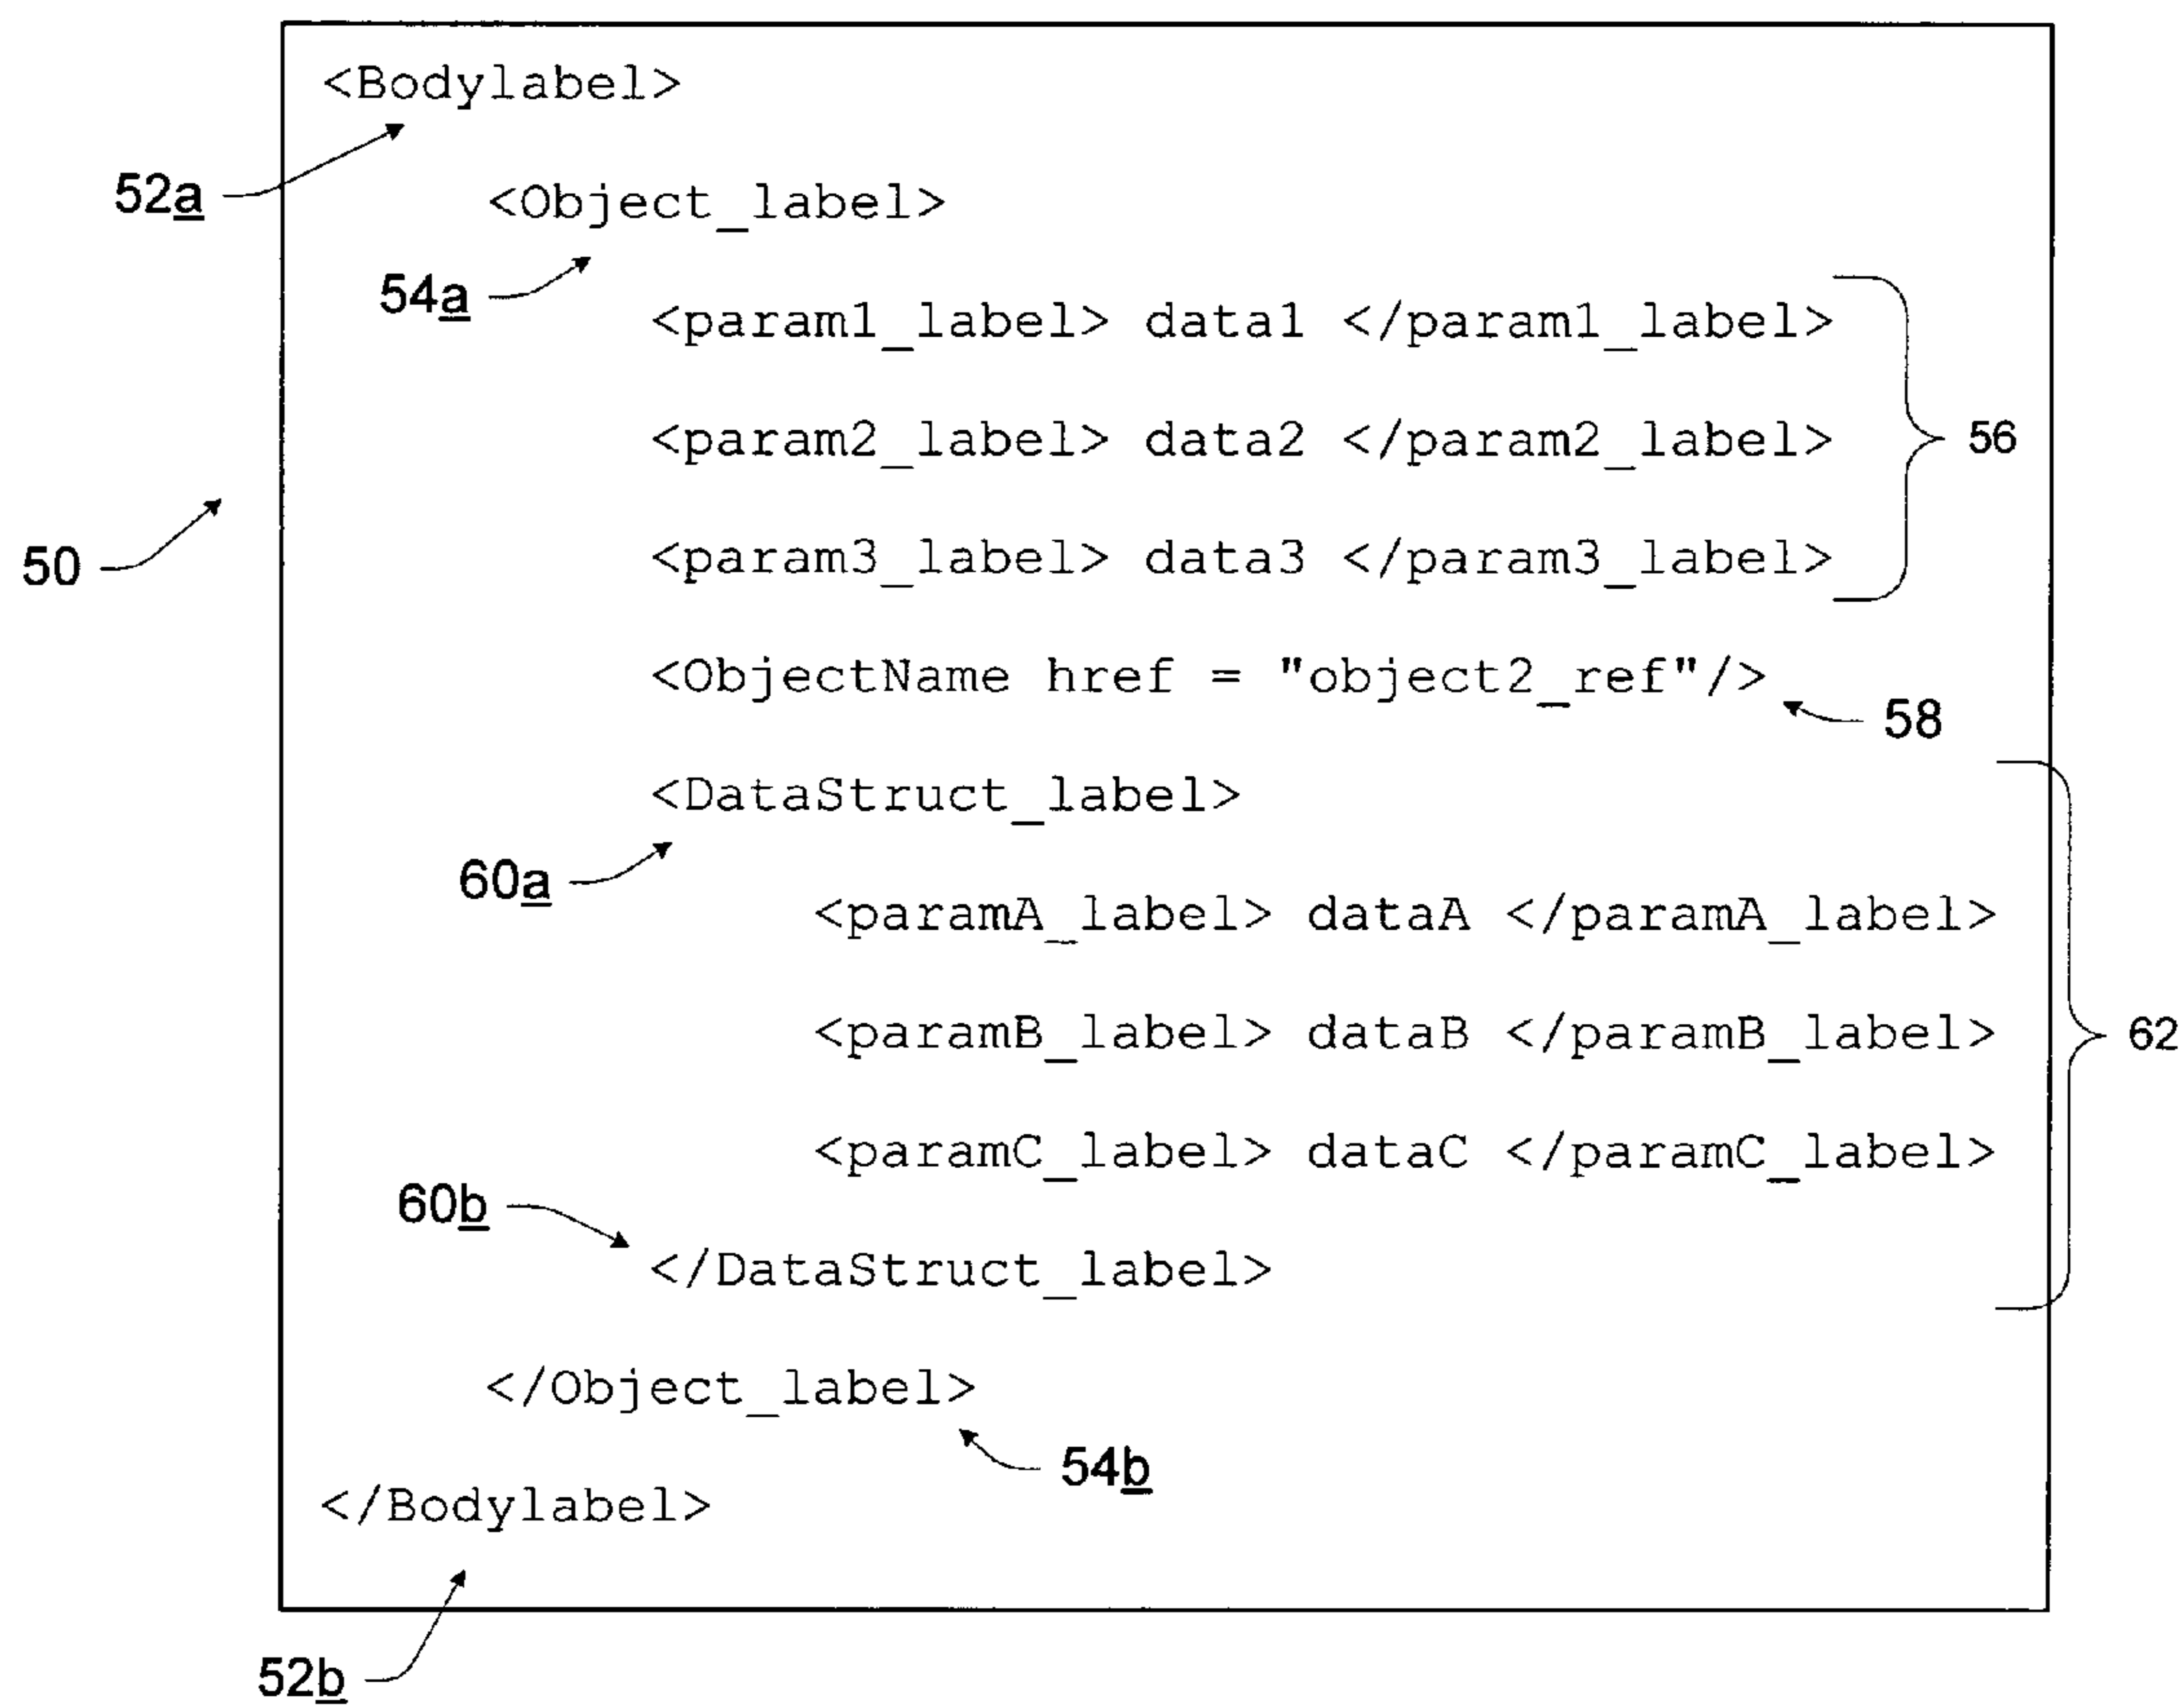 <Bodylabel>
52a
<Object_label>
54a
<param1_label> data1 </param1_label>
<param2_label> data2 </param2_label>
56
50
<param3_label> data3 </param3_label>
<ObjectName href = "object2_ref"/>
58
<DataStruct_label>
60a
<paramA_label> dataA </paramA_label>
<paramB_label> dataB </paramB_label>
62
<paramC_label> dataC </paramC_label>
60b
</DataStruct_label>
</Object_label>
54b
</Bodylabel>
52b